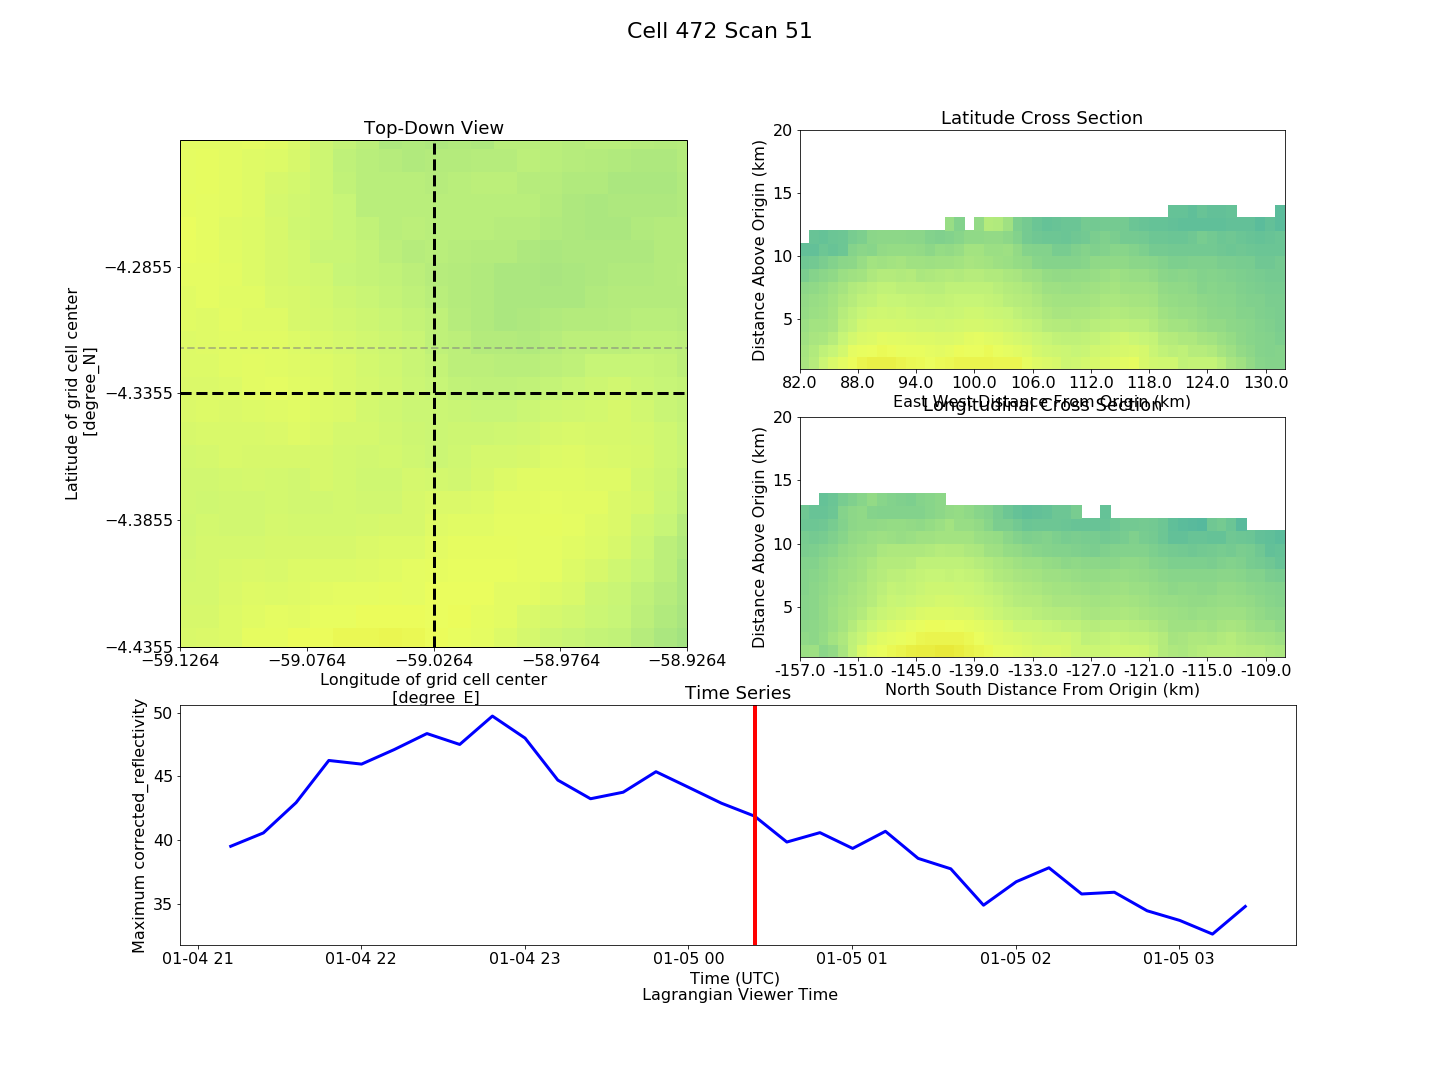 Cell 472 Scan 51
Top-Down View
−4.2855
−4.3355
−4.3855
−4.4355
Latitude of grid cell center
[degree_N]
−59.1264 −59.0764 −59.0264 −58.9764 −58.9264
Longitude of grid cell center
[degree_E]
Latitude Cross Section
20
15
10
5
Distance Above Origin (km)
82.0 88.0 94.0 100.0 106.0 112.0 118.0 124.0 130.0
East West Distance From Origin (km)
Longitudinal Cross Section
20
15
10
5
Distance Above Origin (km)
-157.0 -151.0 -145.0 -139.0 -133.0 -127.0 -121.0 -115.0 -109.0
North South Distance From Origin (km)
Time Series
50
45
40
35
Maximum corrected_reflectivity
01-04 21 01-04 22 01-04 23 01-05 00 01-05 01 01-05 02 01-05 03
Time (UTC)
Lagrangian Viewer Time